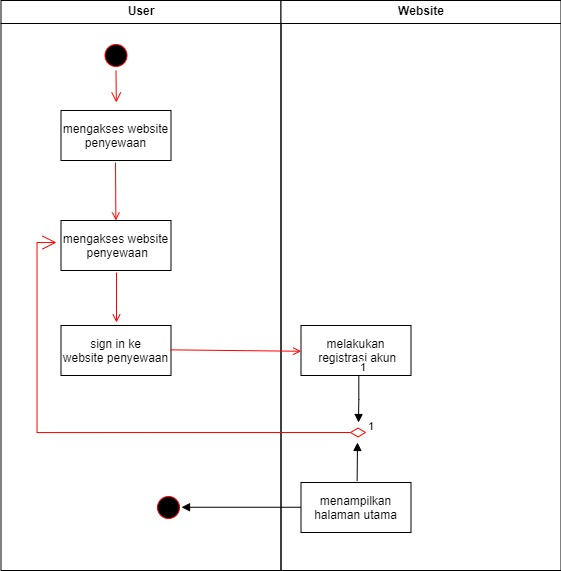 User
Website
mengakses website
penyewaan
mengakses website
penyewaan
sign in ke
website penyewaan
melakukan
registrasi akun
1
1
menampilkan
halaman utama